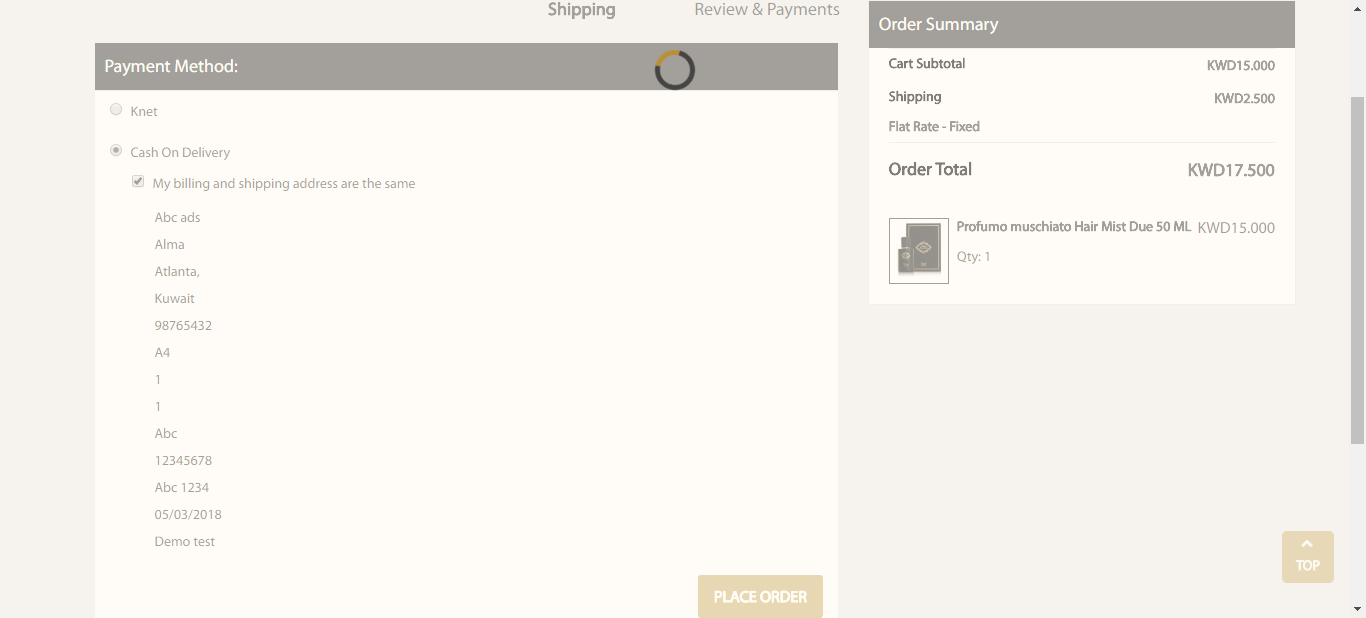 Shipping
Review & Payments
Payment Method:
Knet
Cash On Delivery
My billing and shipping address are the same
Abc ads
Alma
Atlanta,
Kuwait
98765432
A4
1
1
Abc
12345678
Abc 1234
05/03/2018
Demo test
PLACE ORDER
Order Summary
Cart Subtotal KWD15.000
Shipping KWD2.500
Flat Rate - Fixed
Order Total KWD17.500
Profumo muschiato Hair Mist Due 50 ML KWD15.000
Qty: 1
TOP